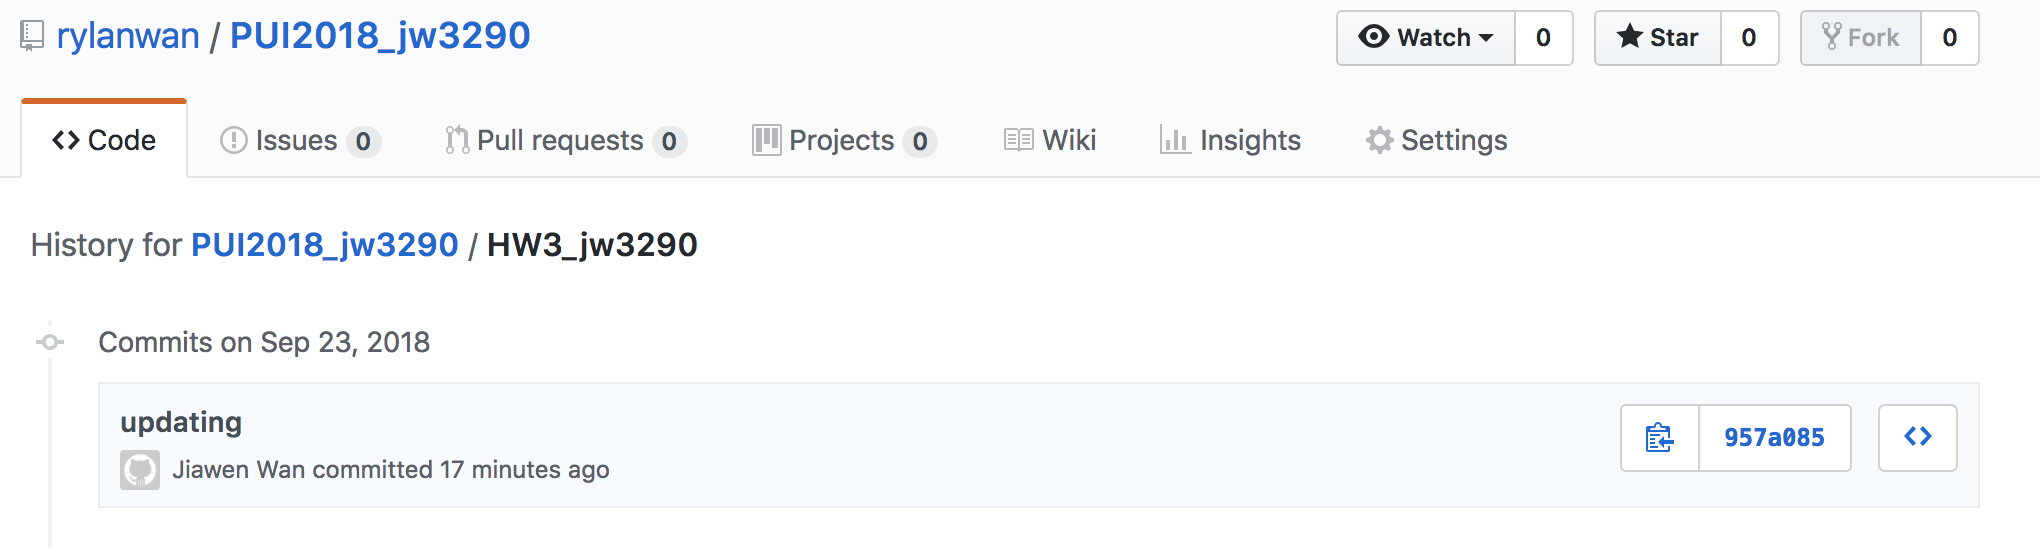 rylanwan / PUI2018_jw3290
Watch 0
Star 0
Fork 0
Code
Issues 0
Pull requests 0
Projects 0
Wiki
Insights
Settings
History for PUI2018_jw3290 / HW3_jw3290
Commits on Sep 23, 2018
updating
957a085
Jiawen Wan committed 17 minutes ago